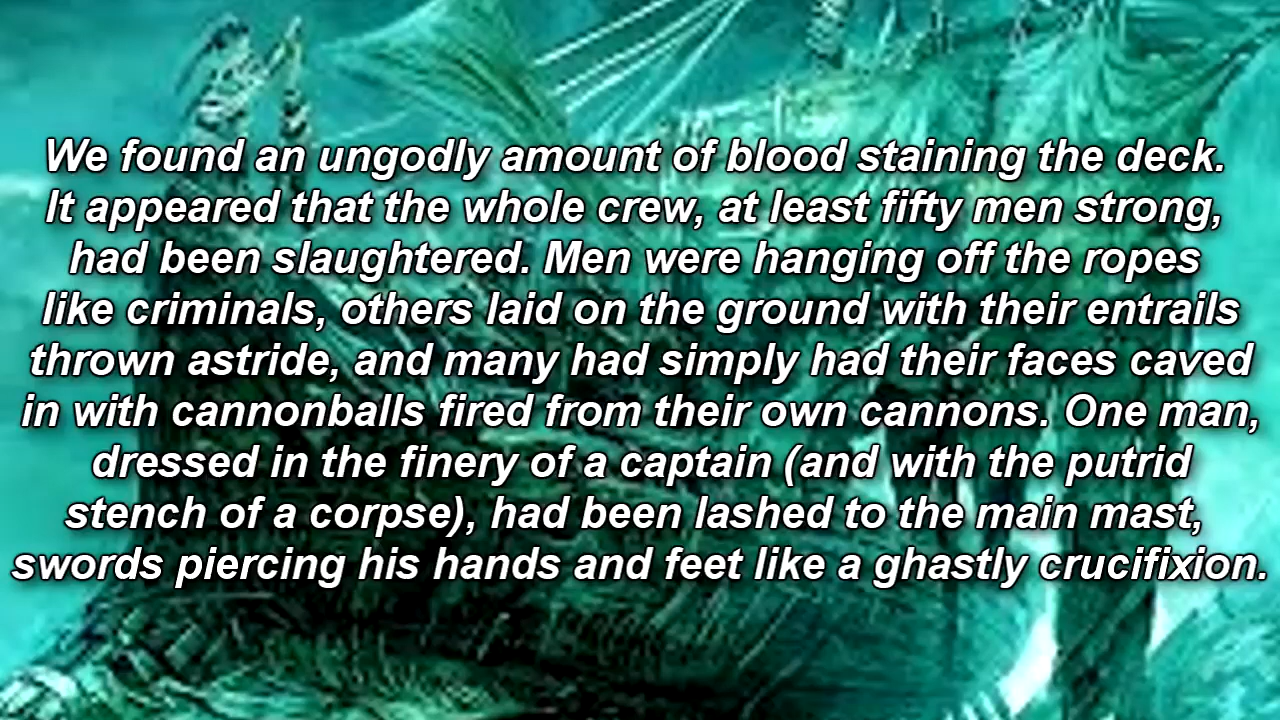 We found an ungodly amount of blood staining the deck.
It appeared that the whole crew, at least fifty men strong,
had been slaughtered. Men were hanging off the ropes
like criminals, others laid on the ground with their entrails
thrown astride, and many had simply had their faces caved
in with cannonballs fired from their own cannons. One man,
dressed in the finery of a captain (and with the putrid
stench of a corpse), had been lashed to the main mast,
swords piercing his hands and feet like a ghastly crucifixion.